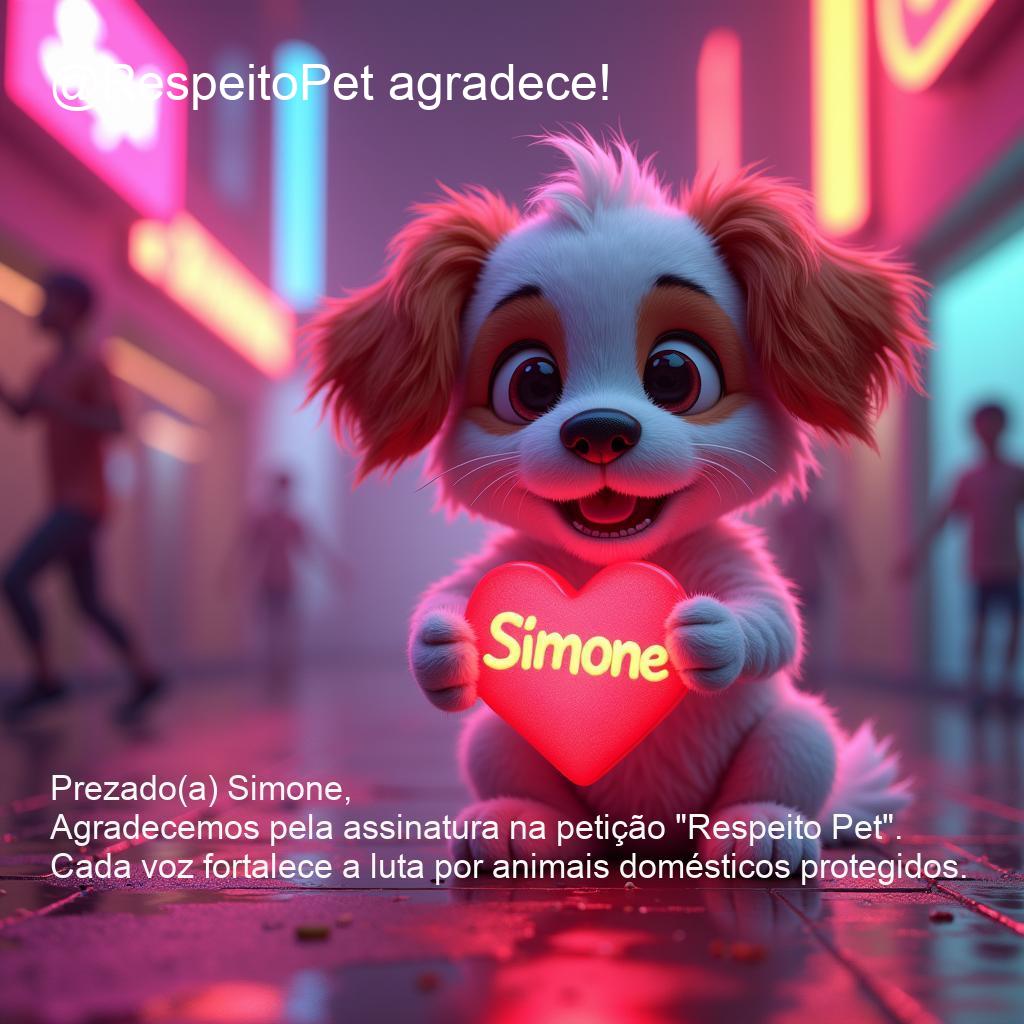 @RespeitoPet agradece!
Simone
Prezado(a) Simone,
Agradecemos pela assinatura na petição "Respeito Pet".
Cada voz fortalece a luta por animais domésticos protegidos.